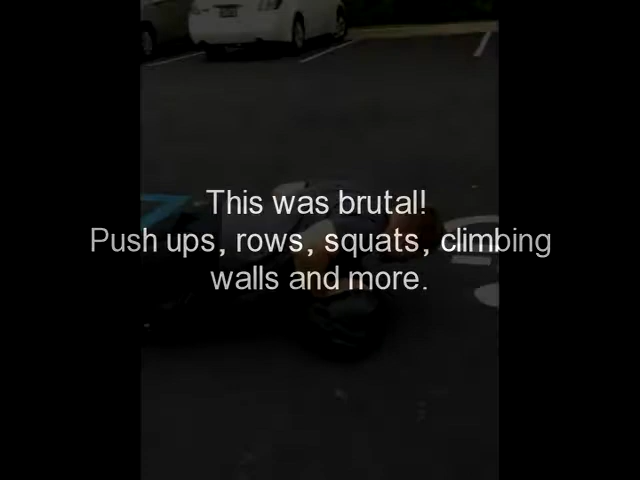 This was brutal!
Push ups, rows, squats, climbing
walls and more.